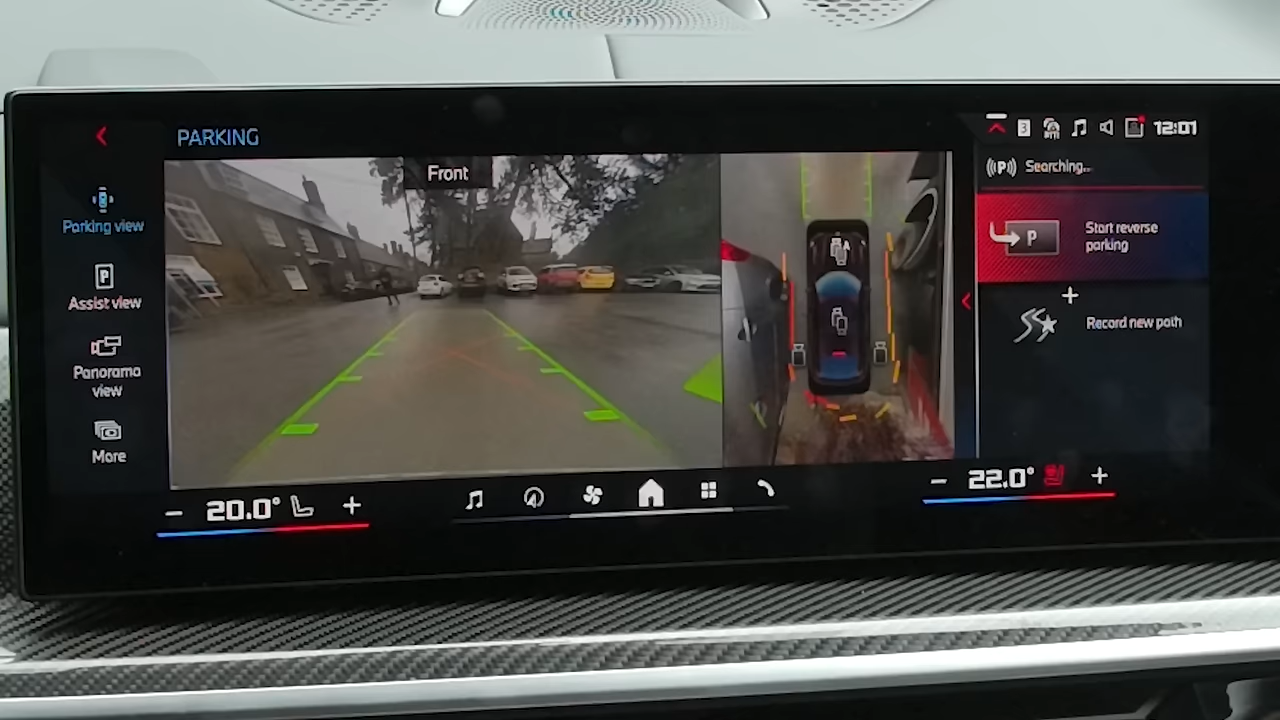 PARKING
3
12:01
Front
Searching...
Parking view
P
Start reverse
parking
Assist view
Record new path
Panorama
view
More
20.0°
22.0°